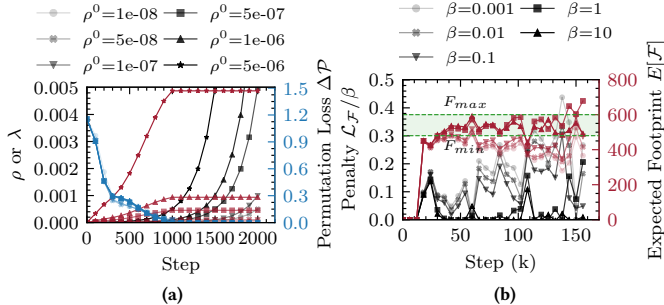 ρ⁰=1e-08 ρ⁰=5e-07
ρ⁰=5e-08 ρ⁰=1e-06
ρ⁰=1e-07 ρ⁰=5e-06
0.005
0.004
0.003
0.002
0.001
0.000
ρ or λ
1.5
1.2
0.9
0.6
0.3
0.0
Permutation Loss ΔP
0 500 1000 1500 2000
Step
(a)
β=0.001 β=1
β=0.01 β=10
β=0.1
0.5
0.4
0.3
0.2
0.1
0.0
Penalty ℒ_ℱ/β
F_max
F_min
800
600
400
200
0
Expected Footprint E[ℱ]
0 50 100 150
Step (k)
(b)